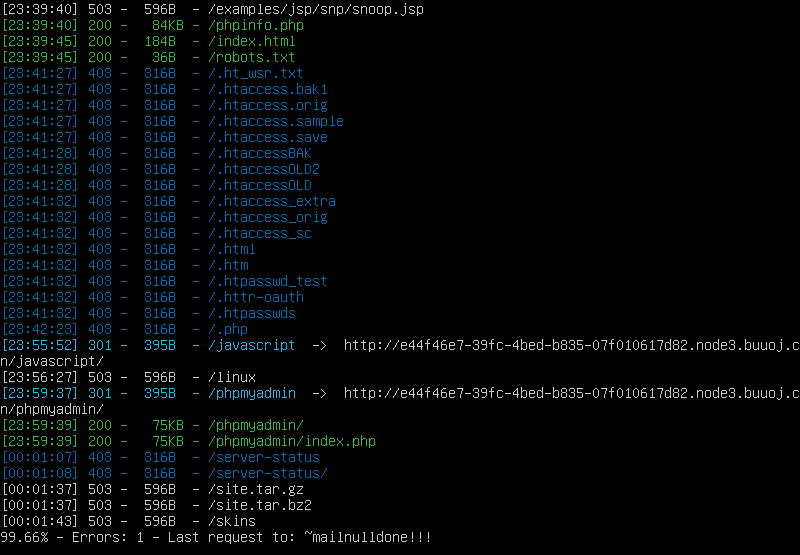 [23:39:40] 503 -  596B  - /examples/jsp/snp/snoop.jsp
[23:39:40] 200 -   84KB - /phpinfo.php
[23:39:45] 200 -  184B  - /index.html
[23:39:45] 200 -   36B  - /robots.txt
[23:41:27] 403 -  316B  - /.ht_wsr.txt
[23:41:27] 403 -  316B  - /.htaccess.bak1
[23:41:27] 403 -  316B  - /.htaccess.orig
[23:41:27] 403 -  316B  - /.htaccess.sample
[23:41:27] 403 -  316B  - /.htaccess.save
[23:41:28] 403 -  316B  - /.htaccessBAK
[23:41:28] 403 -  316B  - /.htaccessOLD2
[23:41:28] 403 -  316B  - /.htaccessOLD
[23:41:32] 403 -  316B  - /.htaccess_extra
[23:41:32] 403 -  316B  - /.htaccess_orig
[23:41:32] 403 -  316B  - /.htaccess_sc
[23:41:32] 403 -  316B  - /.html
[23:41:32] 403 -  316B  - /.htm
[23:41:32] 403 -  316B  - /.htpasswd_test
[23:41:32] 403 -  316B  - /.httr-oauth
[23:41:32] 403 -  316B  - /.htpasswds
[23:42:23] 403 -  316B  - /.php
[23:55:52] 301 -  395B  - /javascript  ->  http://e44f46e7-39fc-4bed-b835-07f010617d82.node3.buuoj.c
n/javascript/
[23:56:27] 503 -  596B  - /linux
[23:59:37] 301 -  395B  - /phpmyadmin  ->  http://e44f46e7-39fc-4bed-b835-07f010617d82.node3.buuoj.c
n/phpmyadmin/
[23:59:39] 200 -   75KB - /phpmyadmin/
[23:59:39] 200 -   75KB - /phpmyadmin/index.php
[00:01:07] 403 -  316B  - /server-status
[00:01:08] 403 -  316B  - /server-status/
[00:01:37] 503 -  596B  - /site.tar.gz
[00:01:37] 503 -  596B  - /site.tar.bz2
[00:01:43] 503 -  596B  - /skins
99.66% - Errors: 1 - Last request to: ~mailnulldone!!!